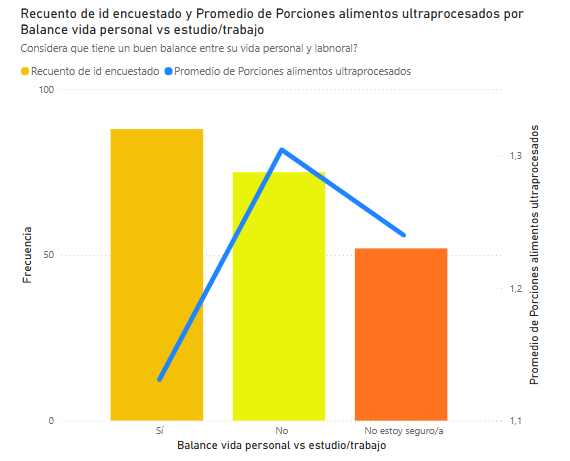 Recuento de id encuestado y Promedio de Porciones alimentos ultraprocesados por
Balance vida personal vs estudio/trabajo
Considera que tiene un buen balance entre su vida personal y labnoral?
Recuento de id encuestado
Promedio de Porciones alimentos ultraprocesados
100
50
0
Frecuencia
1,3
1,2
1,1
Promedio de Porciones alimentos ultraprocesados
Sí
No
No estoy seguro/a
Balance vida personal vs estudio/trabajo